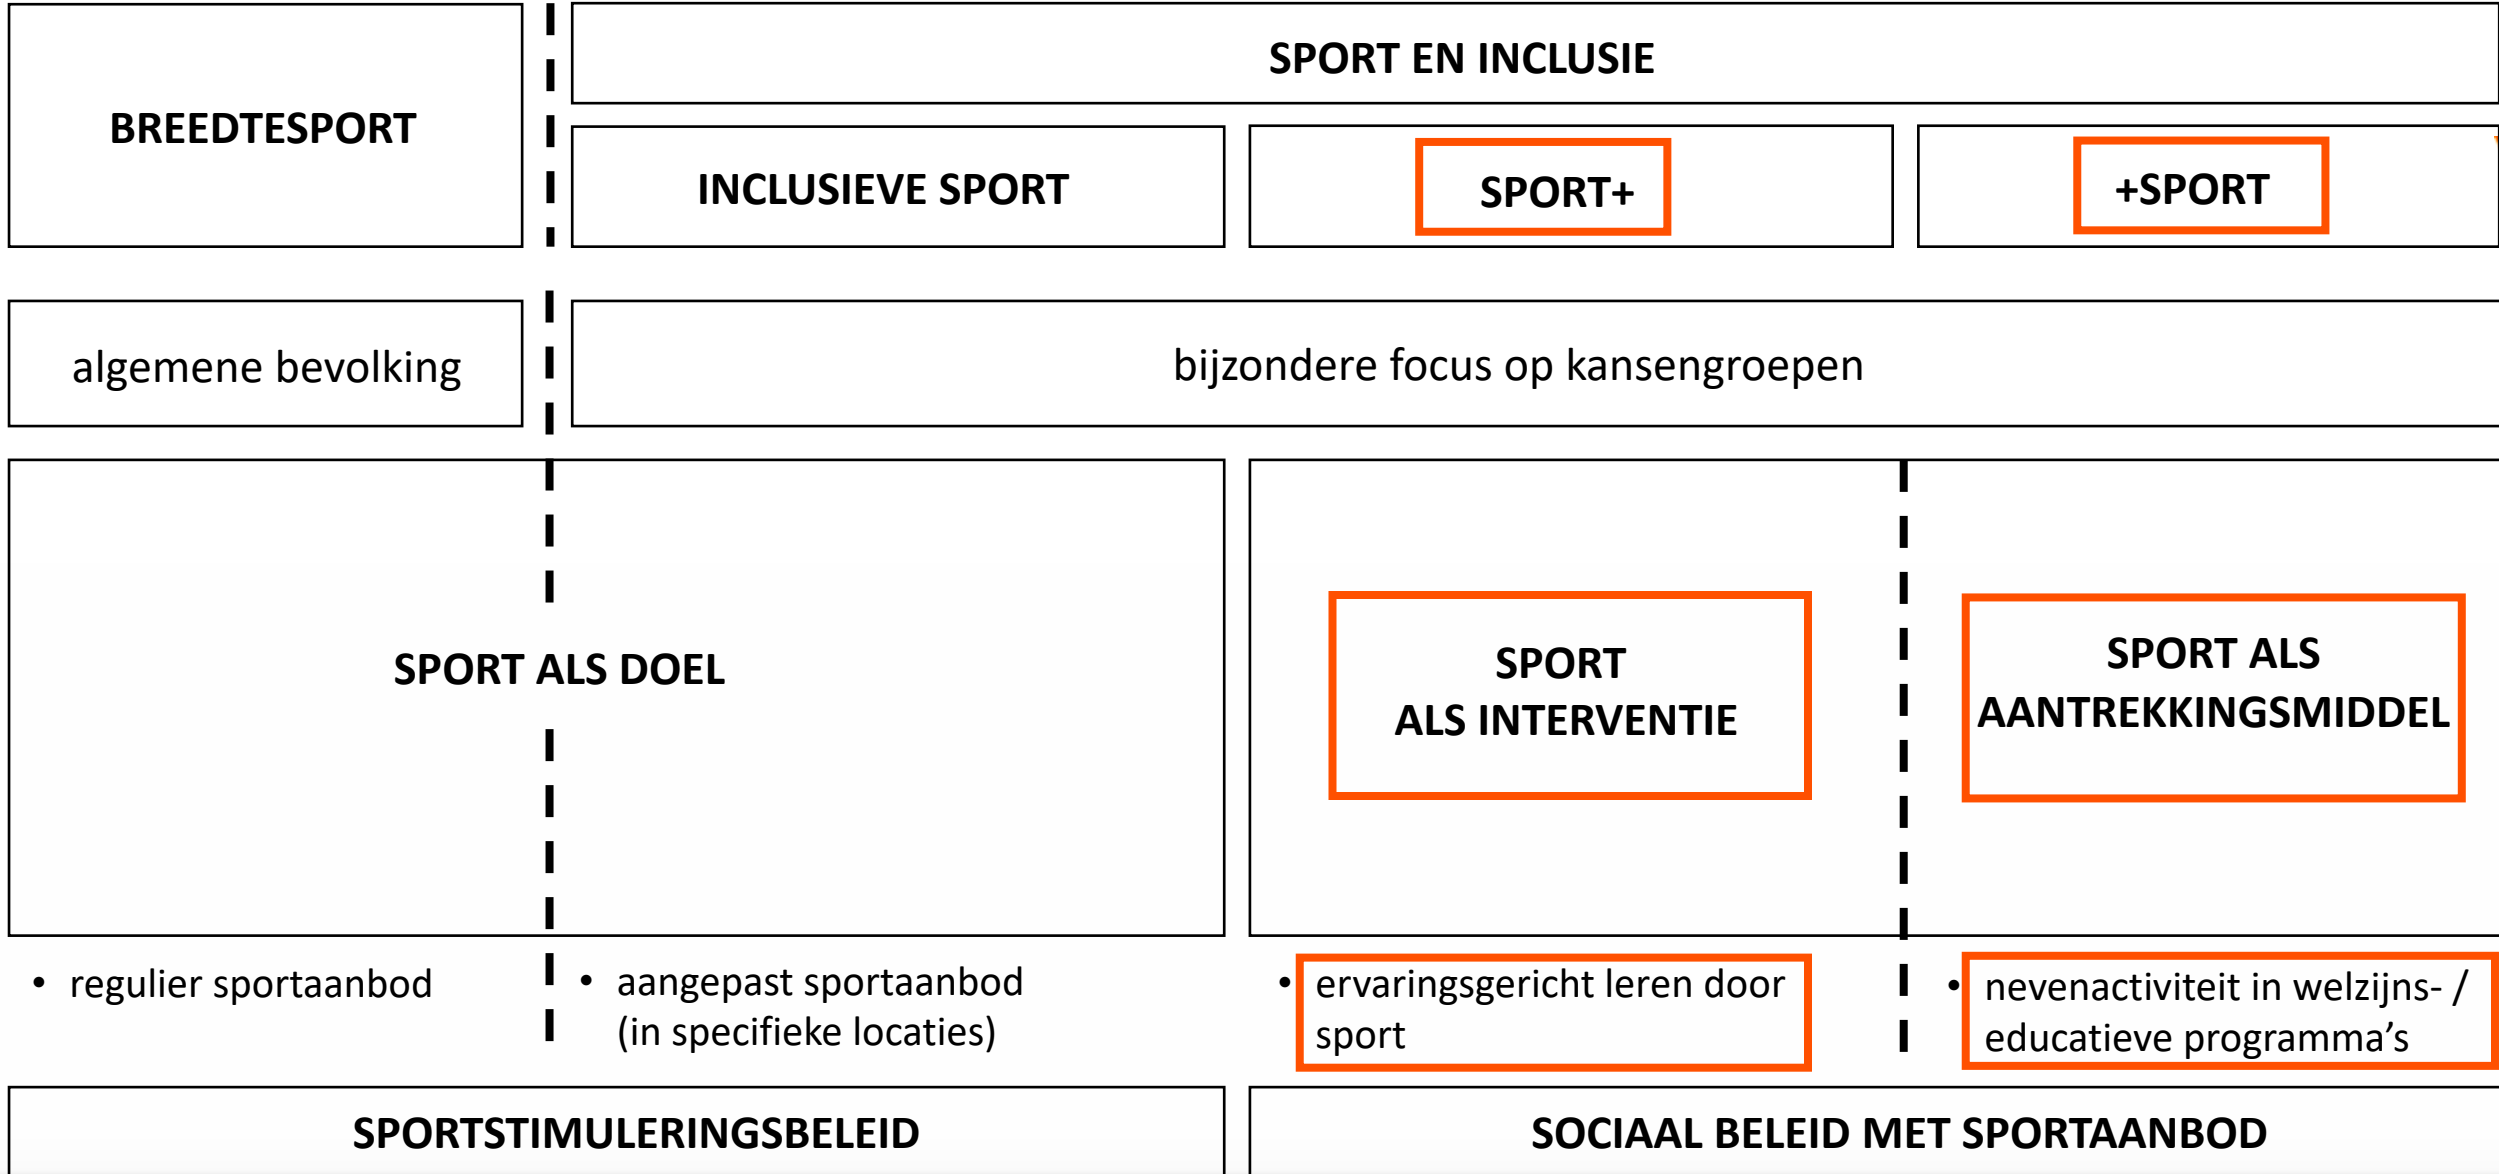 SPORT EN INCLUSIE
BREEDTESPORT
INCLUSIEVE SPORT
SPORT+
+SPORT
algemene bevolking
bijzondere focus op kansengroepen
SPORT ALS DOEL
SPORT
ALS INTERVENTIE
SPORT ALS
AANTREKKINGSMIDDEL
• regulier sportaanbod
• aangepast sportaanbod
(in specifieke locaties)
• ervaringsgericht leren door
sport
• nevenactiviteit in welzijns- /
educatieve programma’s
SPORTSTIMULERINGSBELEID
SOCIAAL BELEID MET SPORTAANBOD